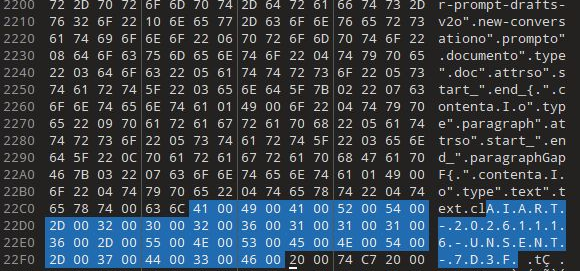 2200 72 2D 70 72 6F 6D 70 74 2D 64 72 61 66 74 73 2D r-prompt-drafts-
2210 76 32 6F 22 10 6E 65 77 2D 63 6F 6E 76 65 72 73 v2o".new-convers
2220 61 74 69 6F 6E 6F 22 06 70 72 6F 6D 70 74 6F 22 ationo".prompto"
2230 08 64 6F 63 75 6D 65 6E 74 6F 22 04 74 79 70 65 .documento".type
2240 22 03 64 6F 63 22 05 61 74 74 72 73 6F 22 05 73 ".doc".attrso".s
2250 74 61 72 74 5F 22 03 65 6E 64 5F 7B 02 22 07 63 tart_".end_{.".c
2260 6F 6E 74 65 6E 74 61 01 49 00 6F 22 04 74 79 70 ontenta.I.o".typ
2270 65 22 09 70 61 72 61 67 72 61 70 68 22 05 61 74 e".paragraph".at
2280 74 72 73 6F 22 05 73 74 61 72 74 5F 22 03 65 6E trso".start_".en
2290 64 5F 22 0C 70 61 72 61 67 72 61 70 68 47 61 70 d_".paragraphGap
22A0 46 7B 03 22 07 63 6F 6E 74 65 6E 74 61 01 49 00 F{.".contenta.I.
22B0 6F 22 04 74 79 70 65 22 04 74 65 78 74 22 04 74 o".type".text".t
22C0 65 78 74 00 63 6C 41 00 49 00 41 00 52 00 54 00 ext.clA.I.A.R.T.
22D0 2D 00 32 00 30 00 32 00 36 00 31 00 31 00 31 00 -.2.0.2.6.1.1.1.
22E0 36 00 2D 00 55 00 4E 00 53 00 45 00 4E 00 54 00 6.-.U.N.S.E.N.T.
22F0 2D 00 37 00 44 00 33 00 46 00 20 00 74 C7 20 00 -.7.D.3.F. .tÇ .